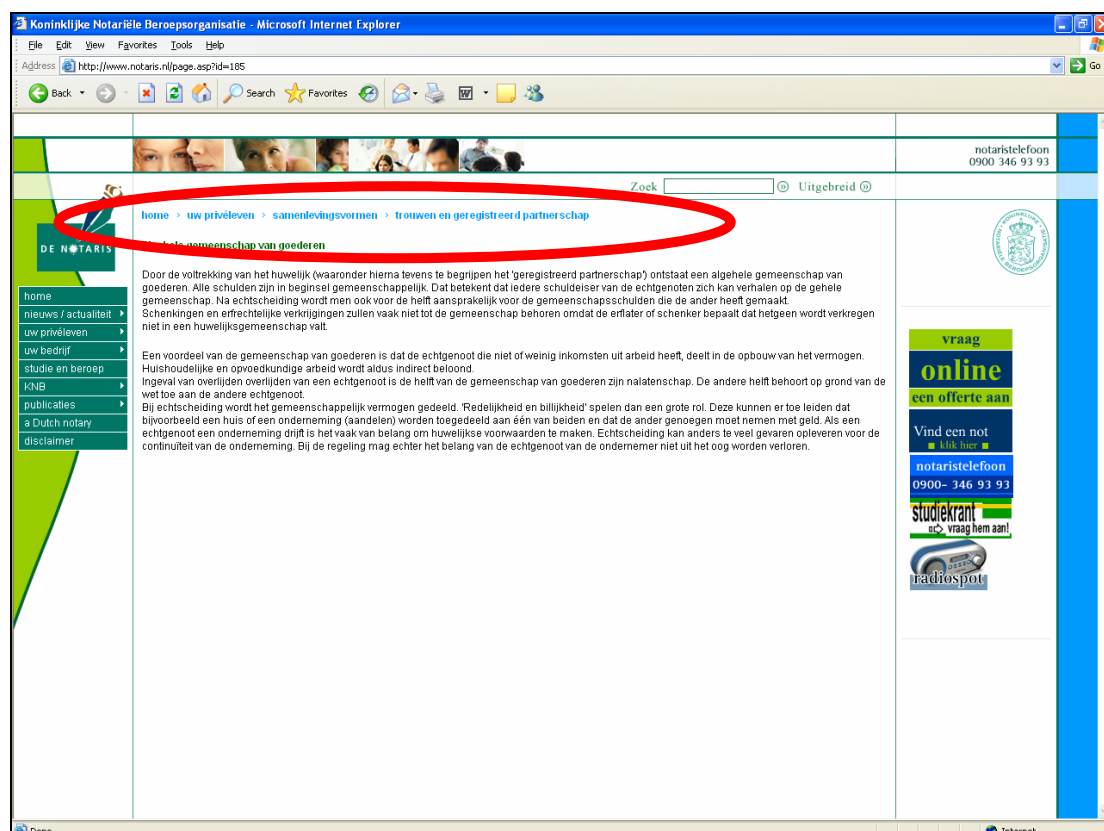 Koninklijke Notariële Beroepsorganisatie - Microsoft Internet Explorer
File Edit View Favorites Tools Help
Address http://www.notaris.nl/page.asp?id=185 Go
Back Search Favorites
notaristelefoon
0900 346 93 93
Zoek Uitgebreid
home › uw privéleven › samenlevingsvormen › trouwen en geregistreerd partnerschap
DE NOTARIS
gemeenschap van goederen
Door de voltrekking van het huwelijk (waaronder hierna tevens te begrijpen het 'geregistreerd partnerschap') ontstaat een algehele gemeenschap van
goederen. Alle schulden zijn in beginsel gemeenschappelijk. Dat betekent dat iedere schuldeiser van de echtgenoten zich kan verhalen op de gehele
gemeenschap. Na echtscheiding wordt men ook voor de helft aansprakelijk voor de gemeenschapsschulden die de ander heeft gemaakt.
Schenkingen en erfrechtelijke verkrijgingen zullen vaak niet tot de gemeenschap behoren omdat de erflater of schenker bepaalt dat hetgeen wordt verkregen
niet in een huwelijksgemeenschap valt.
Een voordeel van de gemeenschap van goederen is dat de echtgenoot die niet of weinig inkomsten uit arbeid heeft, deelt in de opbouw van het vermogen.
Huishoudelijke en opvoedkundige arbeid wordt aldus indirect beloond.
Ingeval van overlijden overlijden van een echtgenoot is de helft van de gemeenschap van goederen zijn nalatenschap. De andere helft behoort op grond van de
wet toe aan de andere echtgenoot.
Bij echtscheiding wordt het gemeenschappelijk vermogen gedeeld. 'Redelijkheid en billijkheid' spelen dan een grote rol. Deze kunnen er toe leiden dat
bijvoorbeeld een huis of een onderneming (aandelen) worden toegedeeld aan één van beiden en dat de ander genoegen moet nemen met geld. Als een
echtgenoot een onderneming drijft is het vaak van belang om huwelijkse voorwaarden te maken. Echtscheiding kan anders te veel gevaren opleveren voor de
continuïteit van de onderneming. Bij de regeling mag echter het belang van de echtgenoot van de ondernemer niet uit het oog worden verloren.
home
nieuws / actualiteit
uw privéleven
uw bedrijf
studie en beroep
KNB
publicaties
a Dutch notary
disclaimer
vraag
online
een offerte aan
Vind een not
klik hier
notaristelefoon
0900- 346 93 93
studiekrant
vraag hem aan!
radiospot